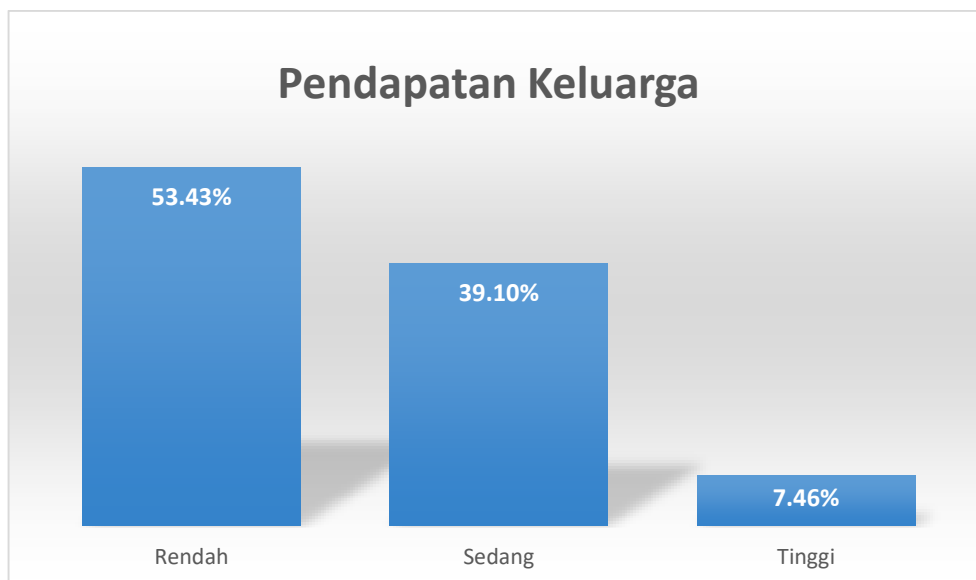 Pendapatan Keluarga
53.43%
39.10%
7.46%
Rendah
Sedang
Tinggi